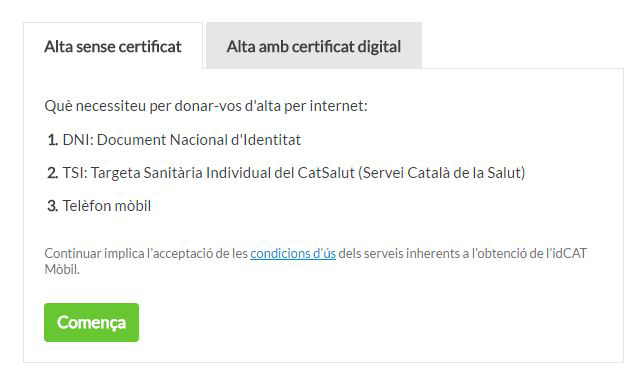 Alta sense certificat
Alta amb certificat digital
Què necessiteu per donar-vos d'alta per internet:
1. DNI: Document Nacional d'Identitat
2. TSI: Targeta Sanitària Individual del CatSalut (Servei Català de la Salut)
3. Telèfon mòbil
Continuar implica l'acceptació de les condicions d'ús dels serveis inherents a l'obtenció de l'idCAT
Mòbil.
Comença